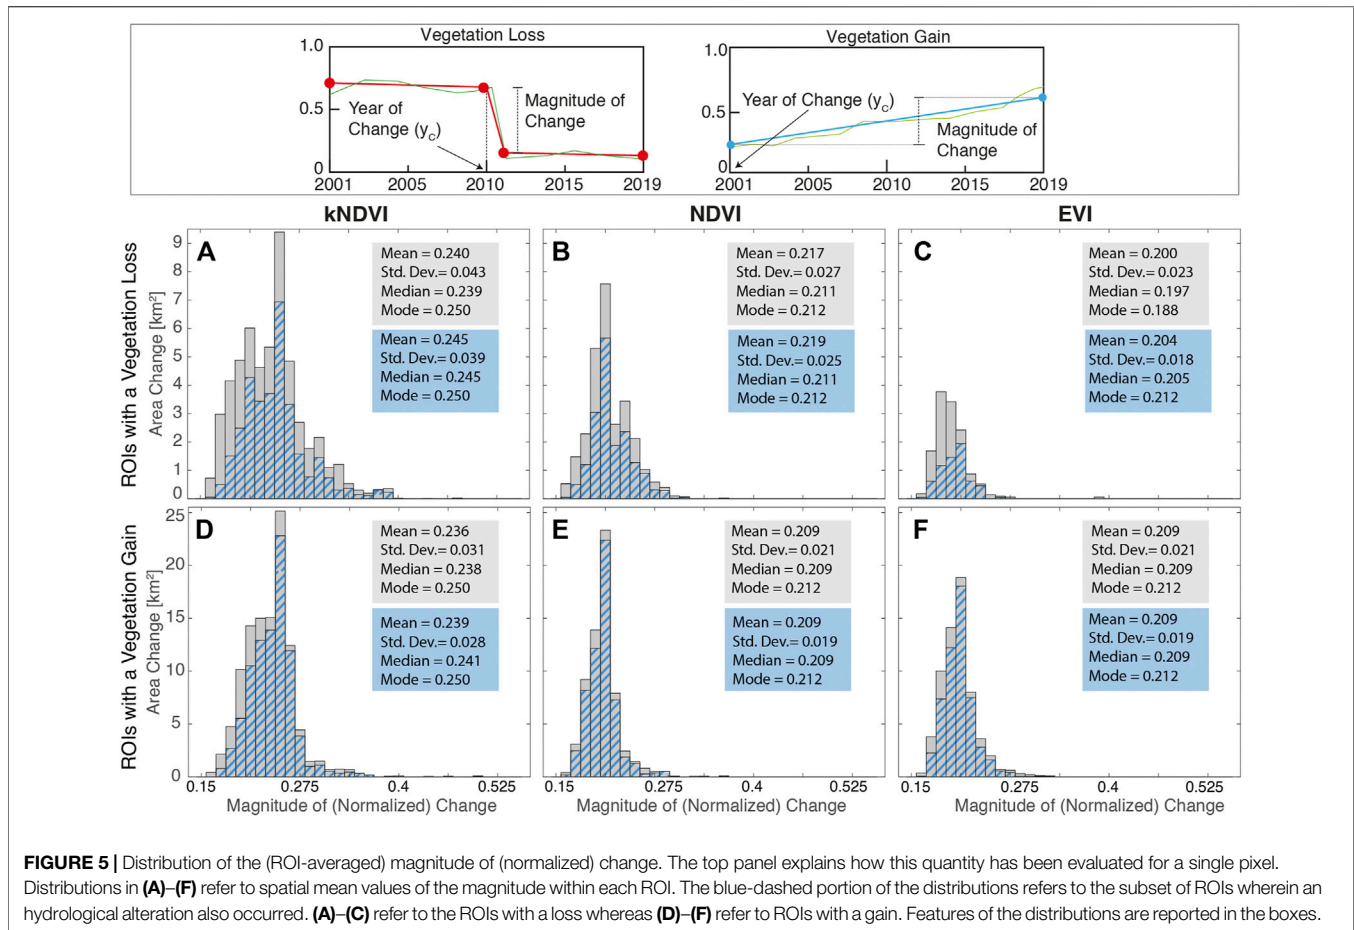 Vegetation Loss
1.0
0.5
0
Year of
Change (yc)
Magnitude of
Change
2001 2005 2010 2015 2019
Vegetation Gain
1.0
0.5
0
Year of Change (yc)
Magnitude of
Change
2001 2005 2010 2015 2019
kNDVI NDVI EVI
ROIs with a Vegetation Loss
Area Change [km²]
9
8
7
6
5
4
3
2
1
0
A
Mean = 0.240
Std. Dev.= 0.043
Median = 0.239
Mode = 0.250
Mean = 0.245
Std. Dev.= 0.039
Median = 0.245
Mode = 0.250
B
Mean = 0.217
Std. Dev.= 0.027
Median = 0.211
Mode = 0.212
Mean = 0.219
Std. Dev.= 0.025
Median = 0.211
Mode = 0.212
C
Mean = 0.200
Std. Dev.= 0.023
Median = 0.197
Mode = 0.188
Mean = 0.204
Std. Dev.= 0.018
Median = 0.205
Mode = 0.212
ROIs with a Vegetation Gain
Area Change [km²]
25
20
15
10
5
0
D
Mean = 0.236
Std. Dev.= 0.031
Median = 0.238
Mode = 0.250
Mean = 0.239
Std. Dev.= 0.028
Median = 0.241
Mode = 0.250
E
Mean = 0.209
Std. Dev.= 0.021
Median = 0.209
Mode = 0.212
Mean = 0.209
Std. Dev.= 0.019
Median = 0.209
Mode = 0.212
F
Mean = 0.209
Std. Dev.= 0.021
Median = 0.209
Mode = 0.212
Mean = 0.209
Std. Dev.= 0.019
Median = 0.209
Mode = 0.212
0.15 0.275 0.4 0.525
Magnitude of (Normalized) Change
0.15 0.275 0.4 0.525
Magnitude of (Normalized) Change
0.15 0.275 0.4 0.525
Magnitude of (Normalized) Change
FIGURE 5 | Distribution of the (ROI-averaged) magnitude of (normalized) change. The top panel explains how this quantity has been evaluated for a single pixel.
Distributions in (A)–(F) refer to spatial mean values of the magnitude within each ROI. The blue-dashed portion of the distributions refers to the subset of ROIs wherein an
hydrological alteration also occurred. (A)–(C) refer to the ROIs with a loss whereas (D)–(F) refer to ROIs with a gain. Features of the distributions are reported in the boxes.